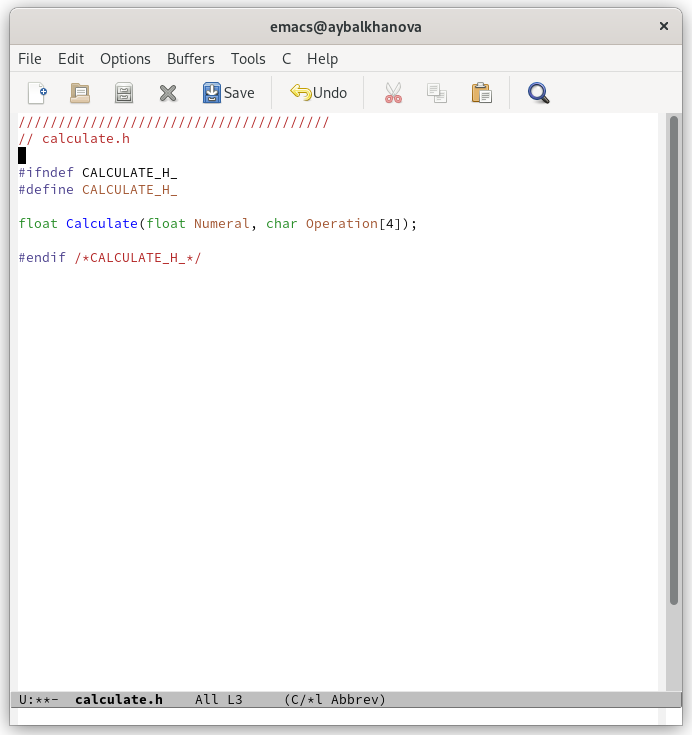 emacs@aybalkhanova ×
File Edit Options Buffers Tools C Help
Save Undo
///////////////////////////////////////
// calculate.h
#ifndef CALCULATE_H_
#define CALCULATE_H_
float Calculate(float Numeral, char Operation[4]);
#endif /*CALCULATE_H_*/
U:**- calculate.h All L3 (C/*l Abbrev)